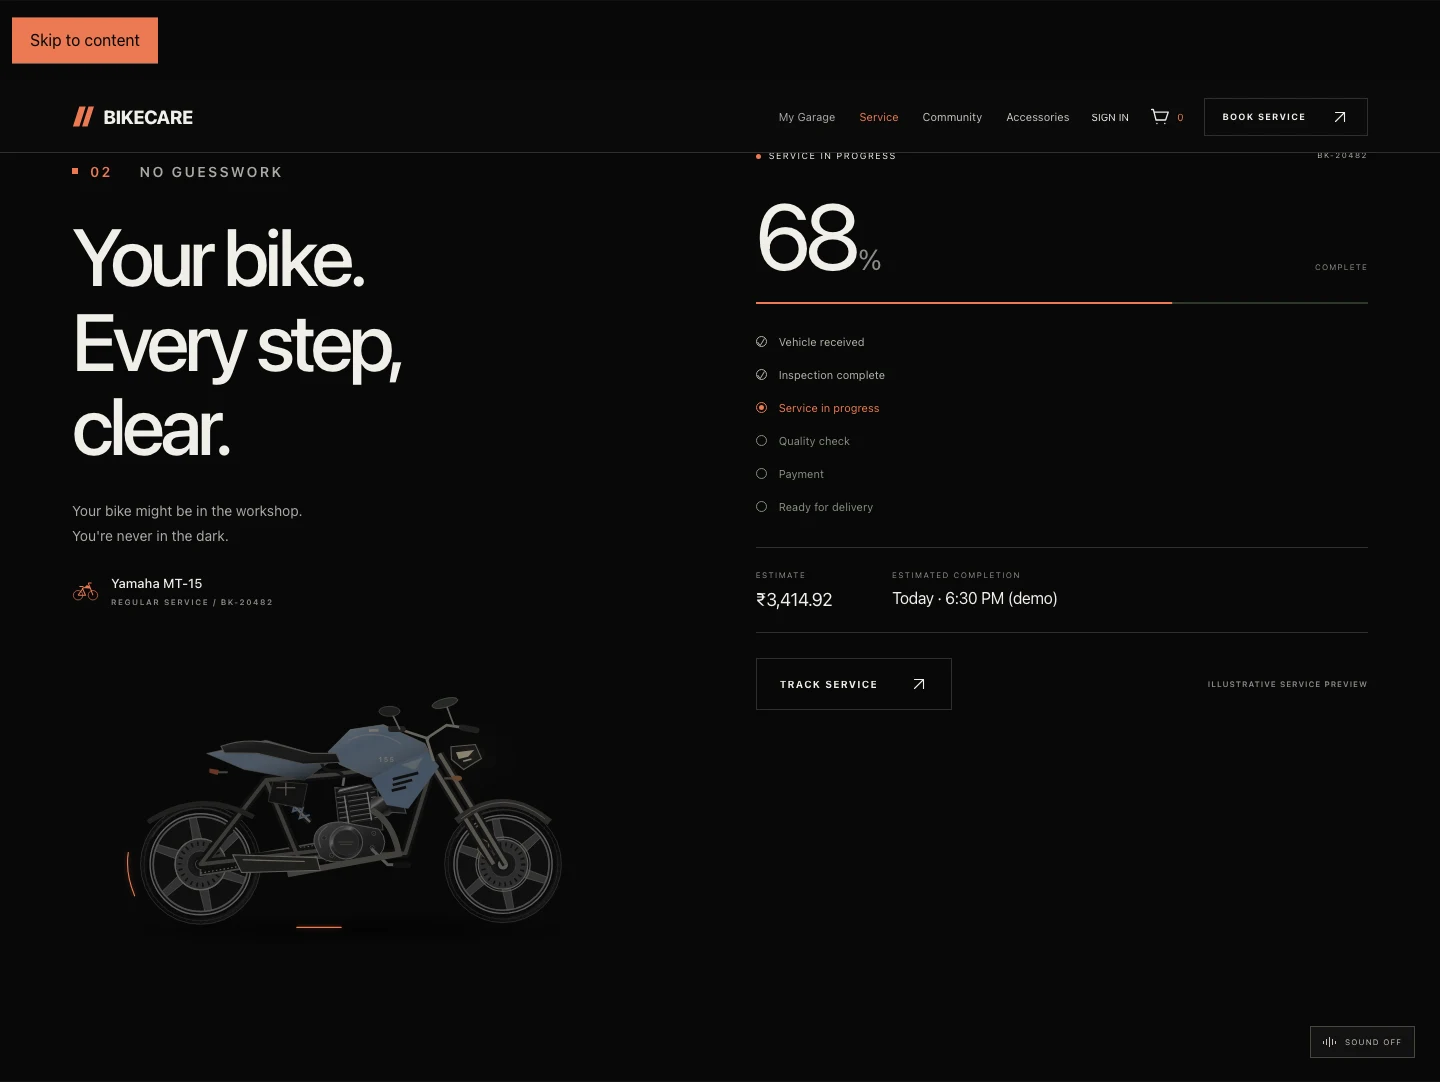 Skip to content
BIKECARE
My Garage
Service
Community
Accessories
SIGN IN
0
BOOK SERVICE
02 NO GUESSWORK
Your bike.
Every step,
clear.
Your bike might be in the workshop.
You're never in the dark.
Yamaha MT-15
REGULAR SERVICE / BK-20482
155
SERVICE IN PROGRESS
BK-20482
68%
COMPLETE
Vehicle received
Inspection complete
Service in progress
Quality check
Payment
Ready for delivery
ESTIMATE
₹3,414.92
ESTIMATED COMPLETION
Today · 6:30 PM (demo)
TRACK SERVICE
ILLUSTRATIVE SERVICE PREVIEW
SOUND OFF